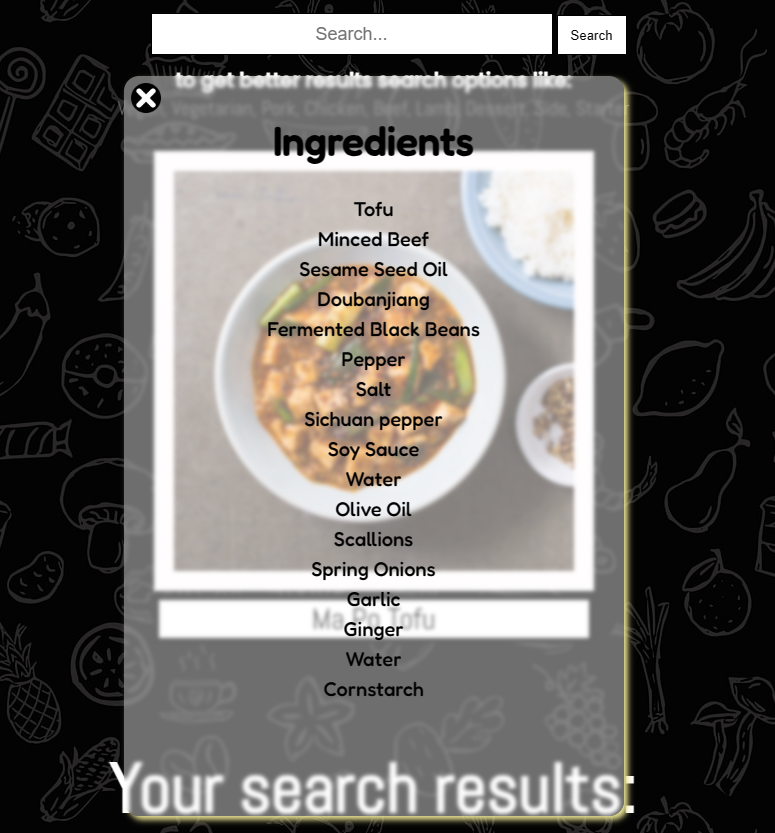 Search...
Search
to get better results search options like:
Vegetarian, Pork, Chicken, Beef, Lamb, Dessert, Side, Starter
Ingredients
Tofu
Minced Beef
Sesame Seed Oil
Doubanjiang
Fermented Black Beans
Pepper
Salt
Sichuan pepper
Soy Sauce
Water
Olive Oil
Scallions
Spring Onions
Garlic
Ma Po Tofu
Ginger
Water
Cornstarch
Your search results: